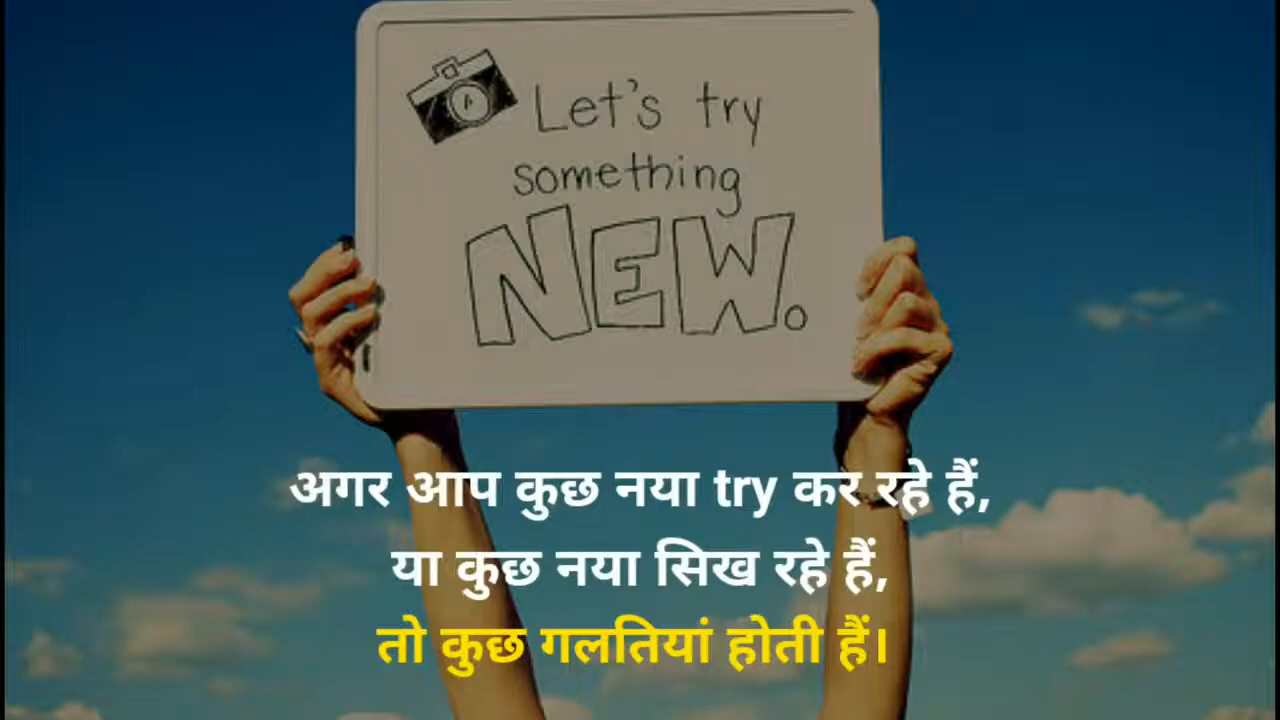 Let's try
something
NEW.
अगर आप कुछ नया try कर रहे हैं,
या कुछ नया सिख रहे हैं,
तो कुछ गलतियां होती हैं।